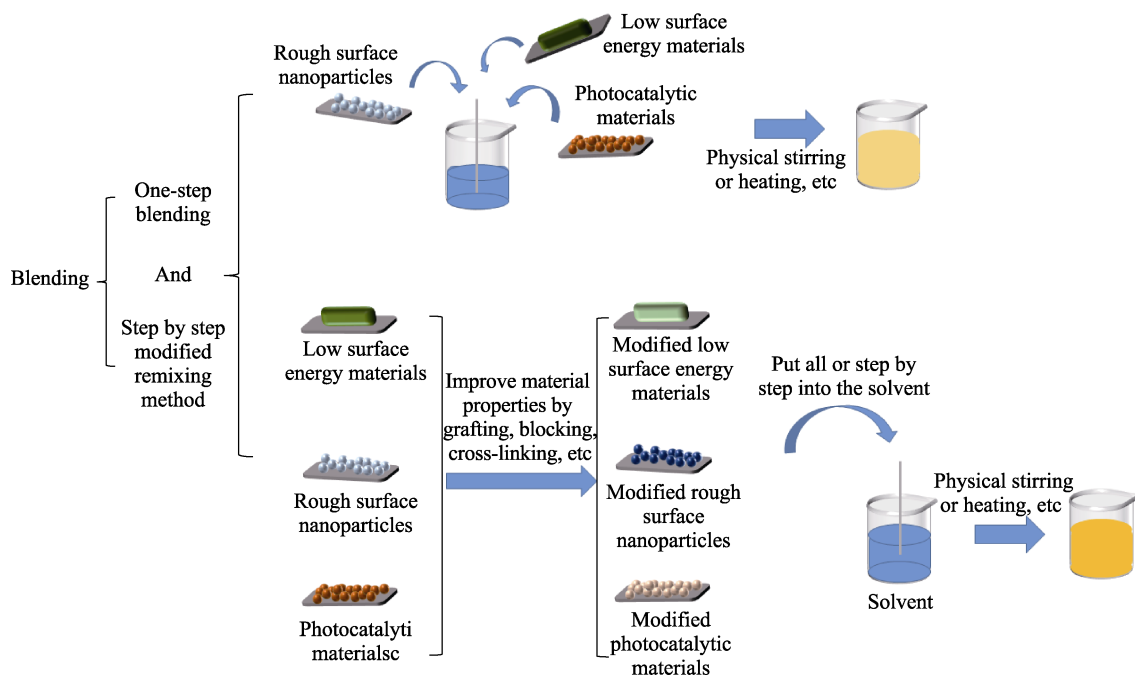 Low surface
energy materials
Rough surface
nanoparticles
Photocatalytic
materials
Physical stirring
or heating, etc
One-step
blending
Blending
And
Step by step
modified
remixing
method
Low surface
energy materials
Rough surface
nanoparticles
Photocatalyti
materialsc
Improve material
properties by
grafting, blocking,
cross-linking, etc
Modified low
surface energy
materials
Modified rough
surface
nanoparticles
Modified
photocatalytic
materials
Put all or step by
step into the solvent
Solvent
Physical stirring
or heating, etc